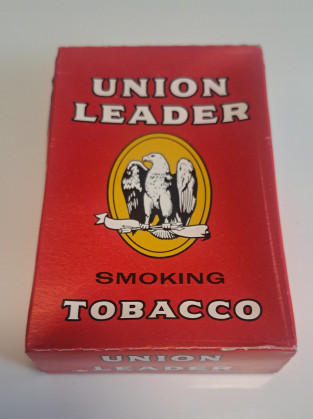 UNION
LEADER
SMOKING
TOBACCO
UNION
LEADER